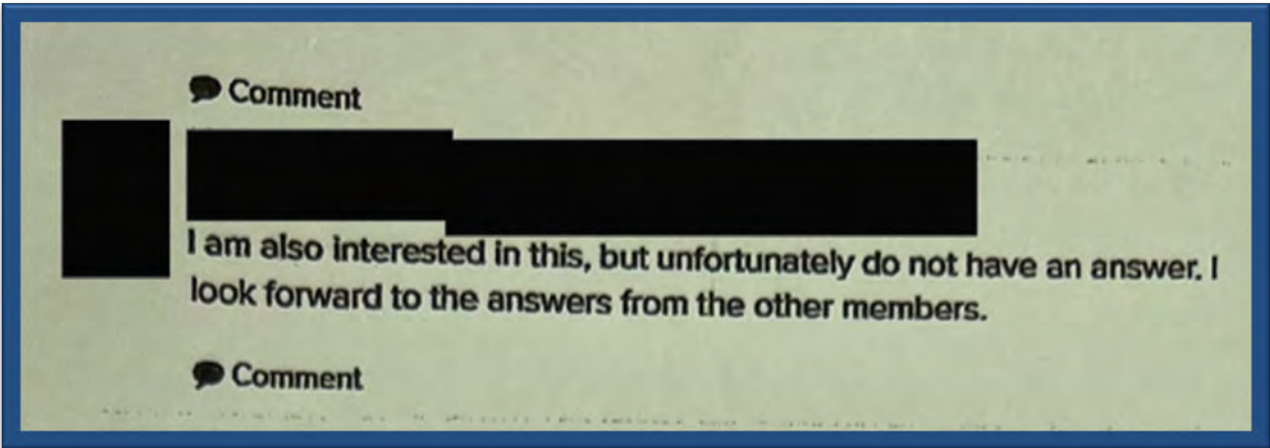 Comment
I am also interested in this, but unfortunately do not have an answer. I
look forward to the answers from the other members.
Comment